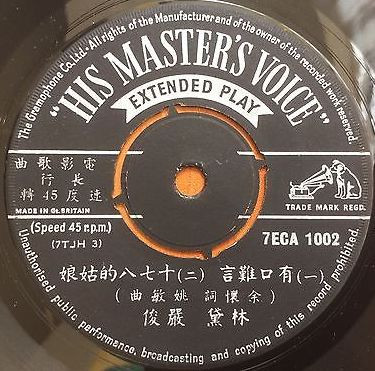 The Gramophone Co. Ltd. All rights of the Manufacturer and of the owner of the recorded work reserved.
"HIS MASTER'S VOICE"
EXTENDED PLAY
電影歌曲
長行
速度45轉
MADE IN GT. BRITAIN
TRADE MARK REGD.
(Speed 45 r.p.m.)
(7TJH 3)
7ECA 1002
(一)有口難言 (二)十七八的姑娘
(余懷詞 姚敏曲)
林黛 嚴俊
Unauthorised public performance, broadcasting and copying of this record prohibited